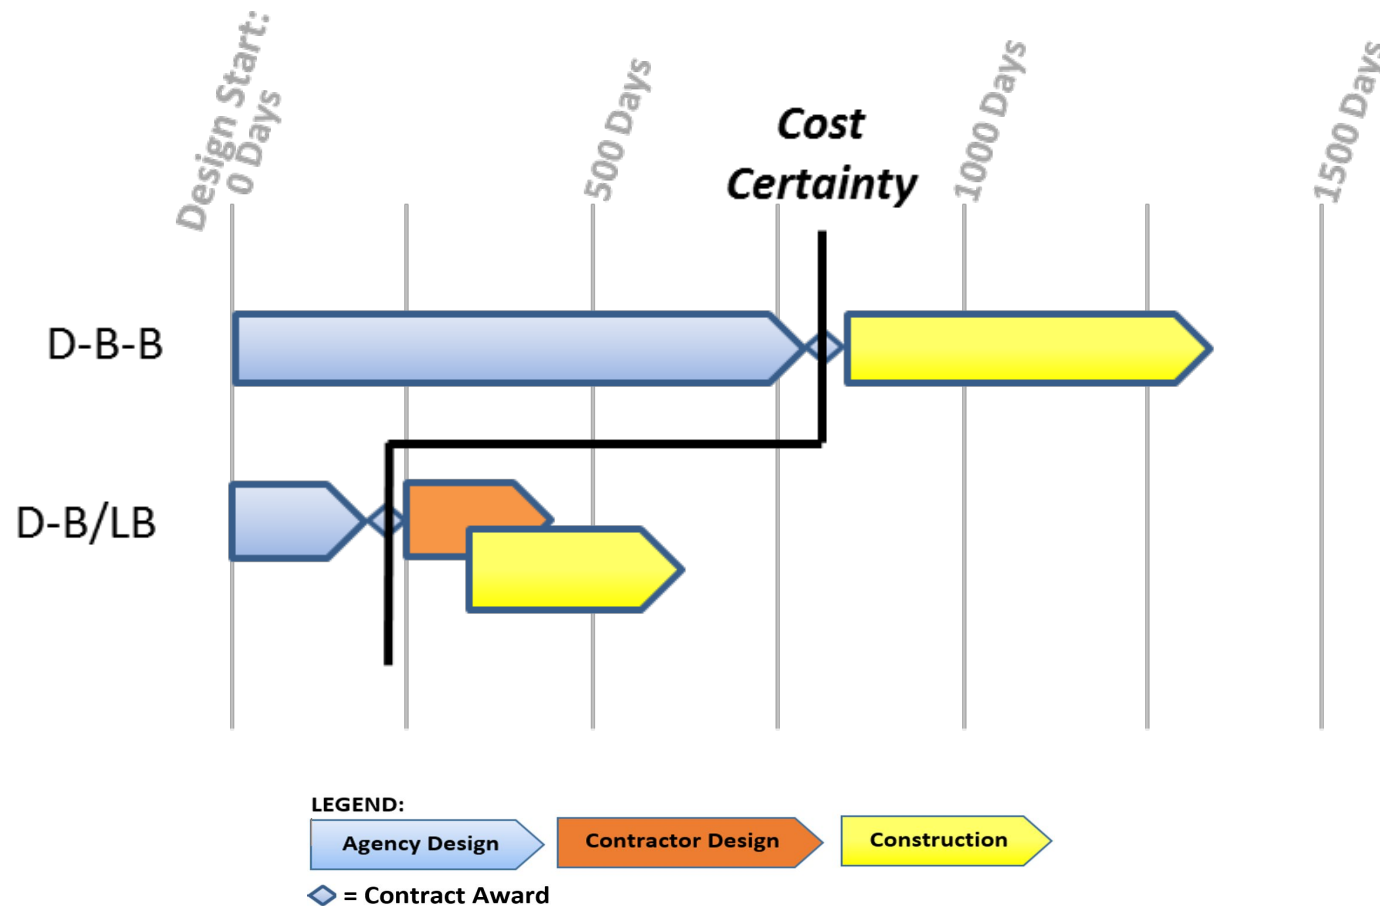 Design Start:
0 Days
500 Days
1000 Days
1500 Days
Cost
Certainty
D-B-B
D-B/LB
LEGEND:
Agency Design
Contractor Design
Construction
= Contract Award